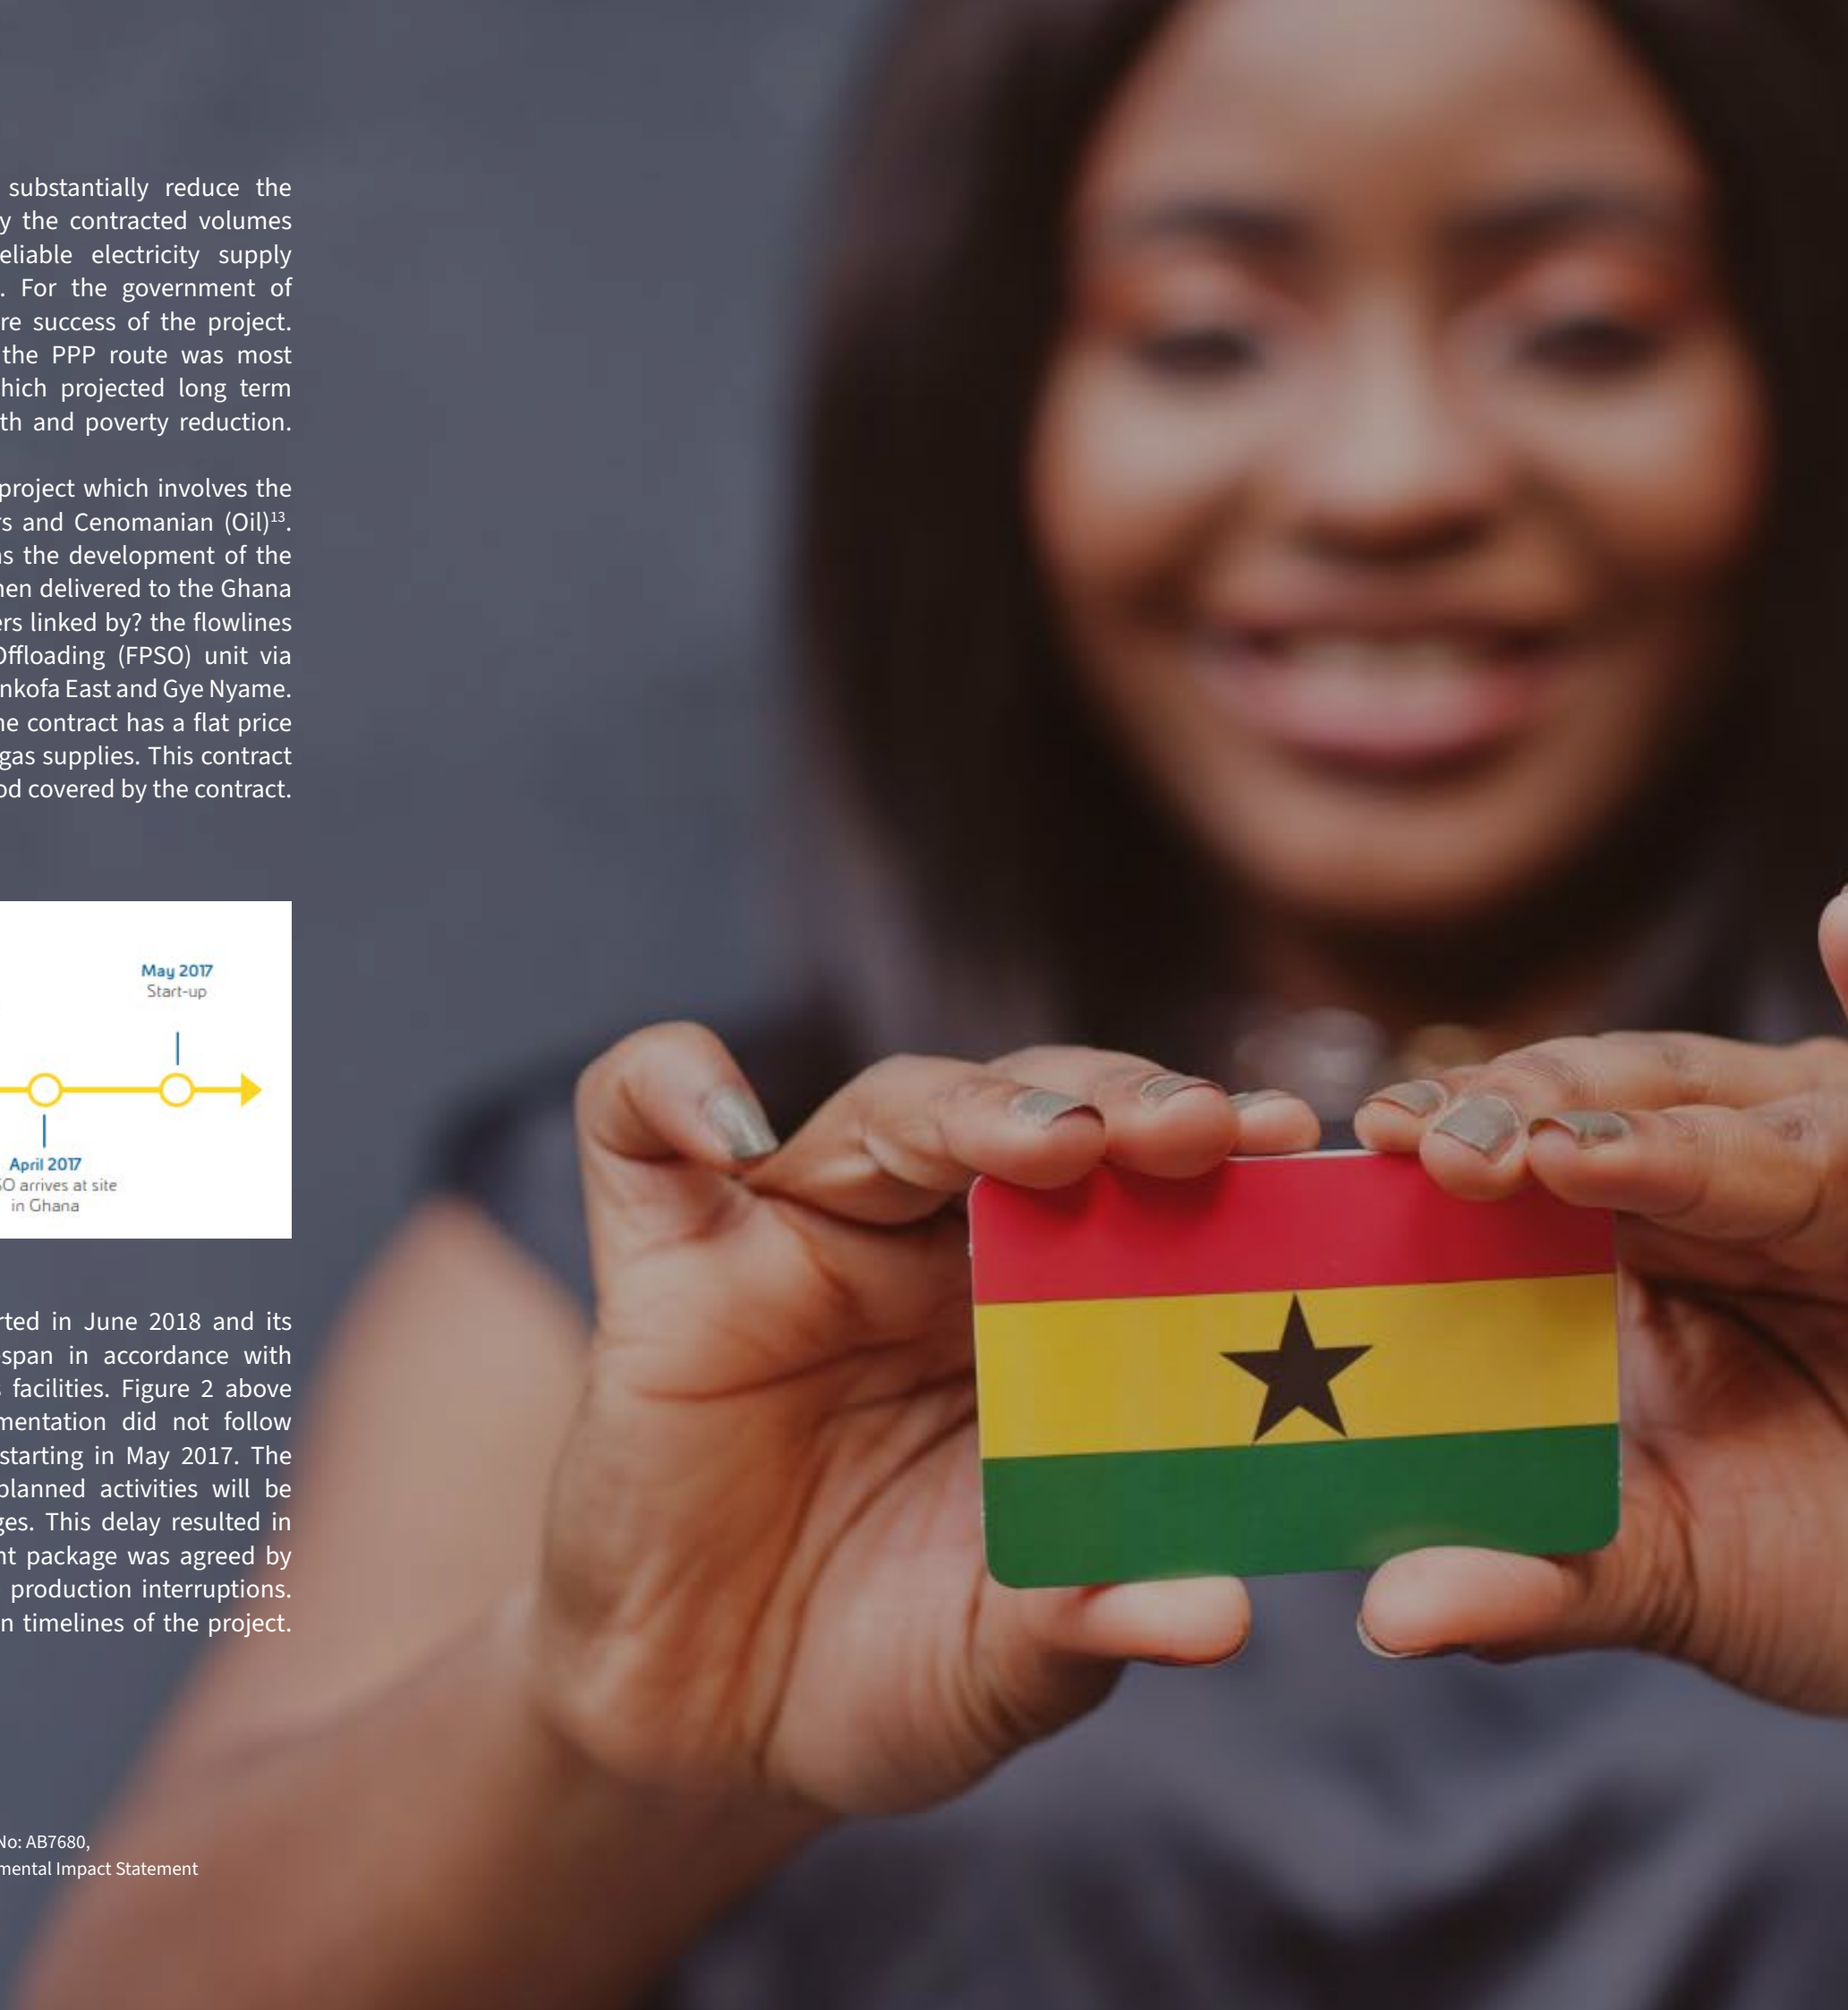 substantially reduce the
y the contracted volumes
eliable electricity supply
. For the government of
re success of the project.
the PPP route was most
hich projected long term
th and poverty reduction.
project which involves the
rs and Cenomanian (Oil)¹³.
as the development of the
hen delivered to the Ghana
ers linked by? the flowlines
Offloading (FPSO) unit via
nkofa East and Gye Nyame.
he contract has a flat price
gas supplies. This contract
od covered by the contract.
May 2017
Start-up
April 2017
SO arrives at site
in Ghana
rted in June 2018 and its
span in accordance with
s facilities. Figure 2 above
mentation did not follow
starting in May 2017. The
planned activities will be
ges. This delay resulted in
nt package was agreed by
production interruptions.
n timelines of the project.
No: AB7680,
mental Impact Statement